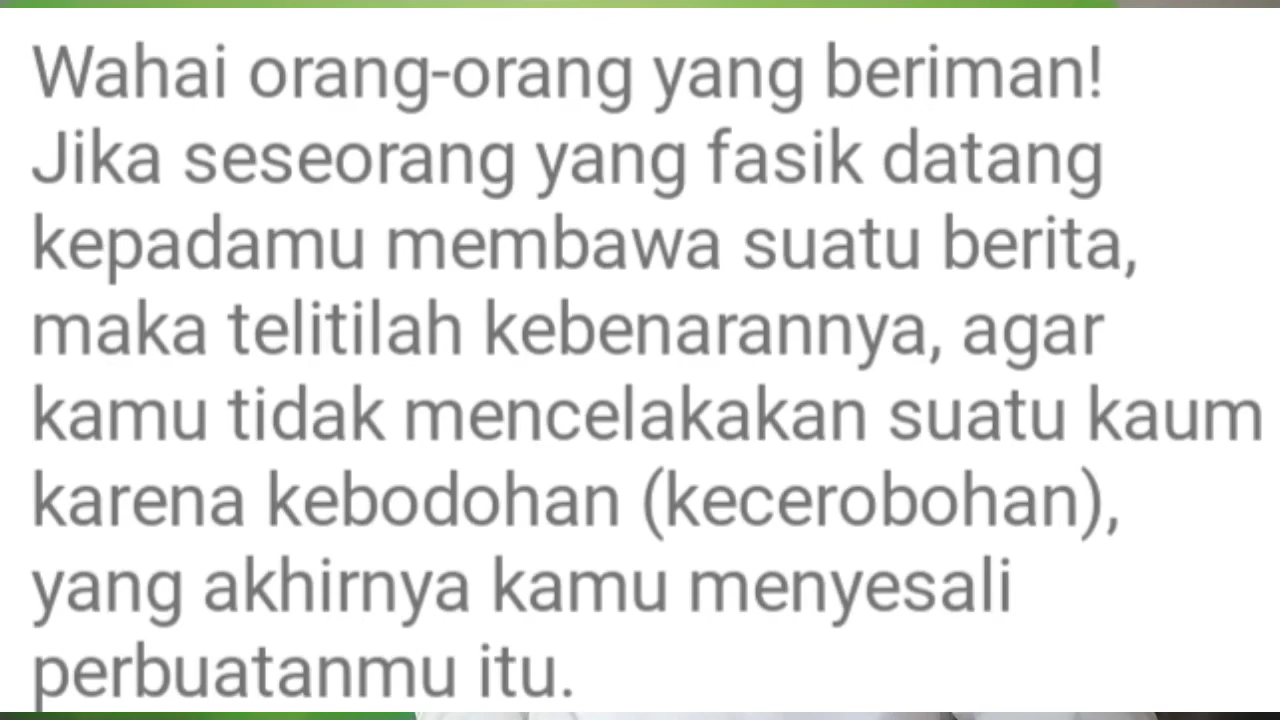 Wahai orang-orang yang beriman!
Jika seseorang yang fasik datang
kepadamu membawa suatu berita,
maka telitilah kebenarannya, agar
kamu tidak mencelakakan suatu kaum
karena kebodohan (kecerobohan),
yang akhirnya kamu menyesali
perbuatanmu itu.